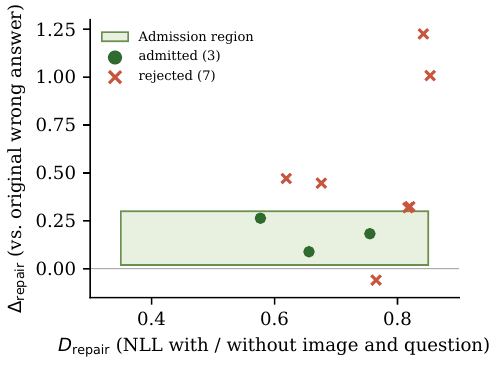 Δrepair (vs. original wrong answer)
1.25
1.00
0.75
0.50
0.25
0.00
Admission region
admitted (3)
rejected (7)
0.4 0.6 0.8
Drepair (NLL with / without image and question)